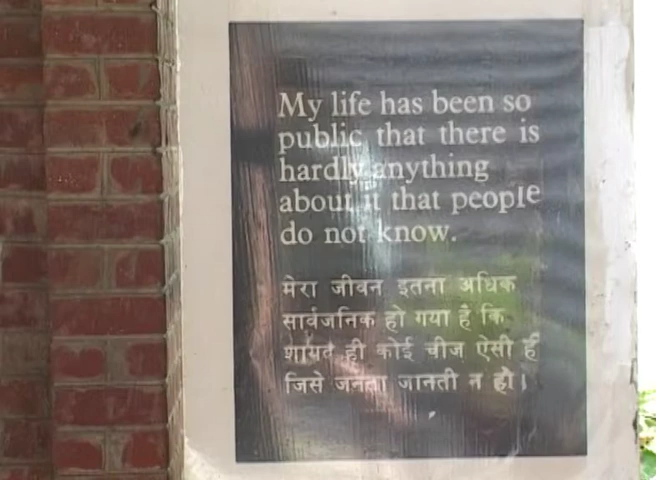 My life has been so
public that there is
hardly anything
about it that people
do not know.
मेरा जीवन इतना अधिक
सार्वजनिक हो गया है कि
शायद ही कोई चीज ऐसी है
जिसे जनता जानती न हो।